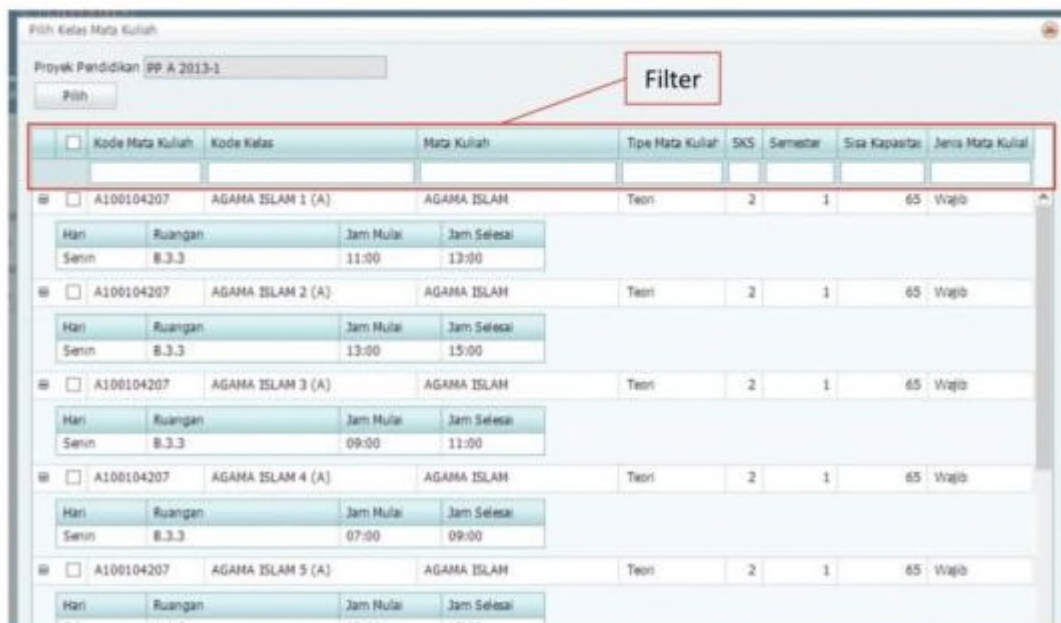 Pilih Kelas Mata Kuliah
Proyek Pendidikan PP A 2013-1
Pilih
Filter
Kode Mata Kuliah Kode Kelas Mata Kuliah Tipe Mata Kuliah SKS Semester Sisa Kapasitas Jenis Mata Kuliah
A100104207 AGAMA ISLAM 1 (A) AGAMA ISLAM Teori 2 1 65 Wajib
Hari Ruangan Jam Mulai Jam Selesai
Senin B.3.3 11:00 13:00
A100104207 AGAMA ISLAM 2 (A) AGAMA ISLAM Teori 2 1 65 Wajib
Hari Ruangan Jam Mulai Jam Selesai
Senin B.3.3 13:00 15:00
A100104207 AGAMA ISLAM 3 (A) AGAMA ISLAM Teori 2 1 65 Wajib
Hari Ruangan Jam Mulai Jam Selesai
Senin B.3.3 09:00 11:00
A100104207 AGAMA ISLAM 4 (A) AGAMA ISLAM Teori 2 1 65 Wajib
Hari Ruangan Jam Mulai Jam Selesai
Senin B.3.3 07:00 09:00
A100104207 AGAMA ISLAM 5 (A) AGAMA ISLAM Teori 2 1 65 Wajib
Hari Ruangan Jam Mulai Jam Selesai